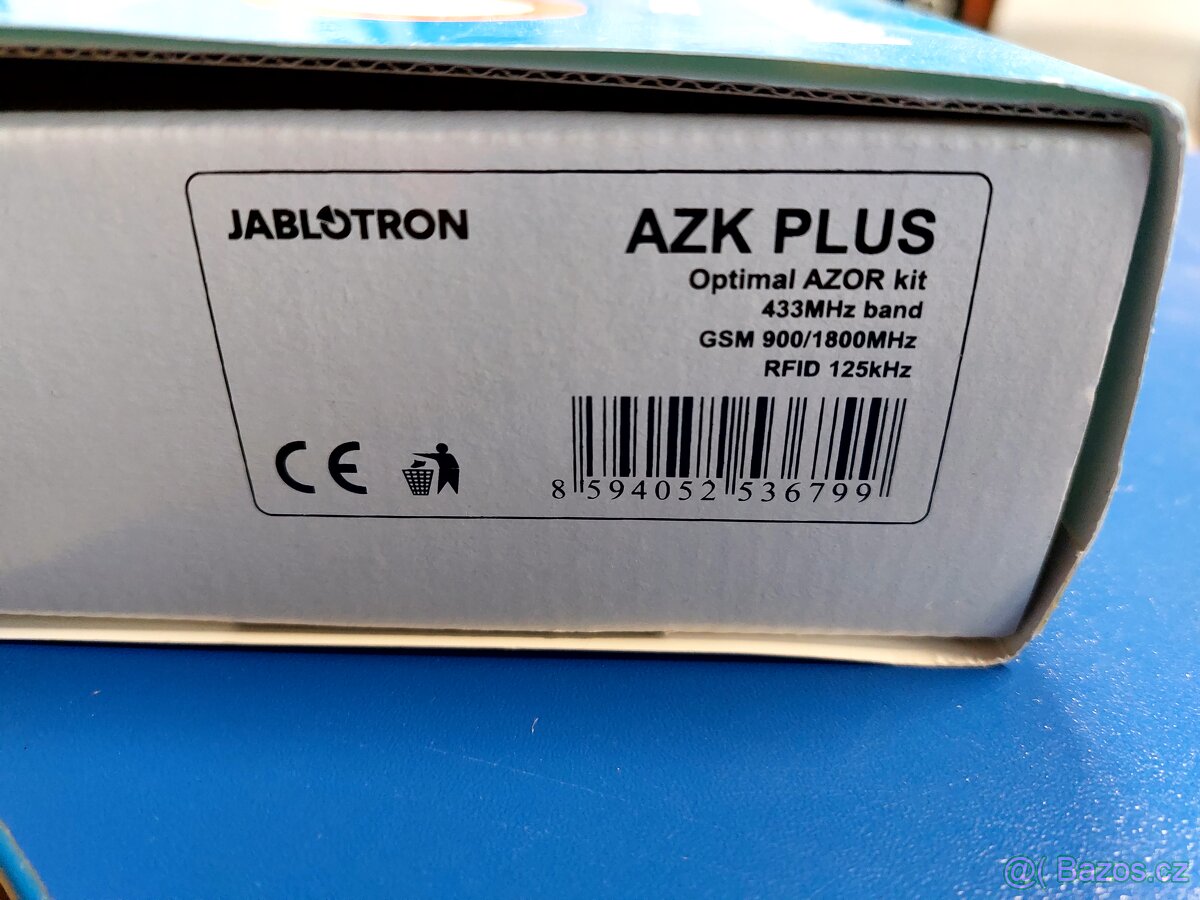 JABLOTRON
AZK PLUS
Optimal AZOR kit
433MHz band
GSM 900/1800MHz
RFID 125kHz
CE
8 594052 536799
@( Bazos.cz